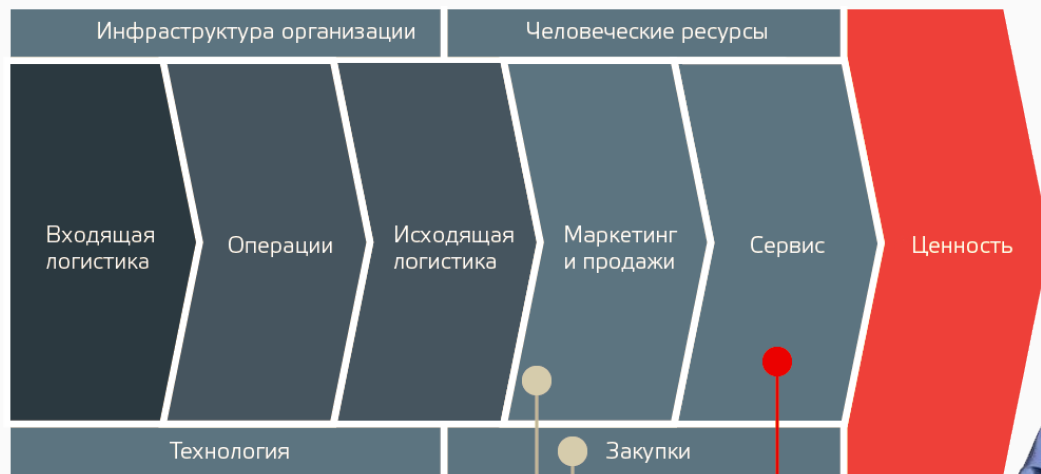 Инфраструктура организации
Человеческие ресурсы
Входящая
логистика
Операции
Исходящая
логистика
Маркетинг
и продажи
Сервис
Ценность
Технология
Закупки